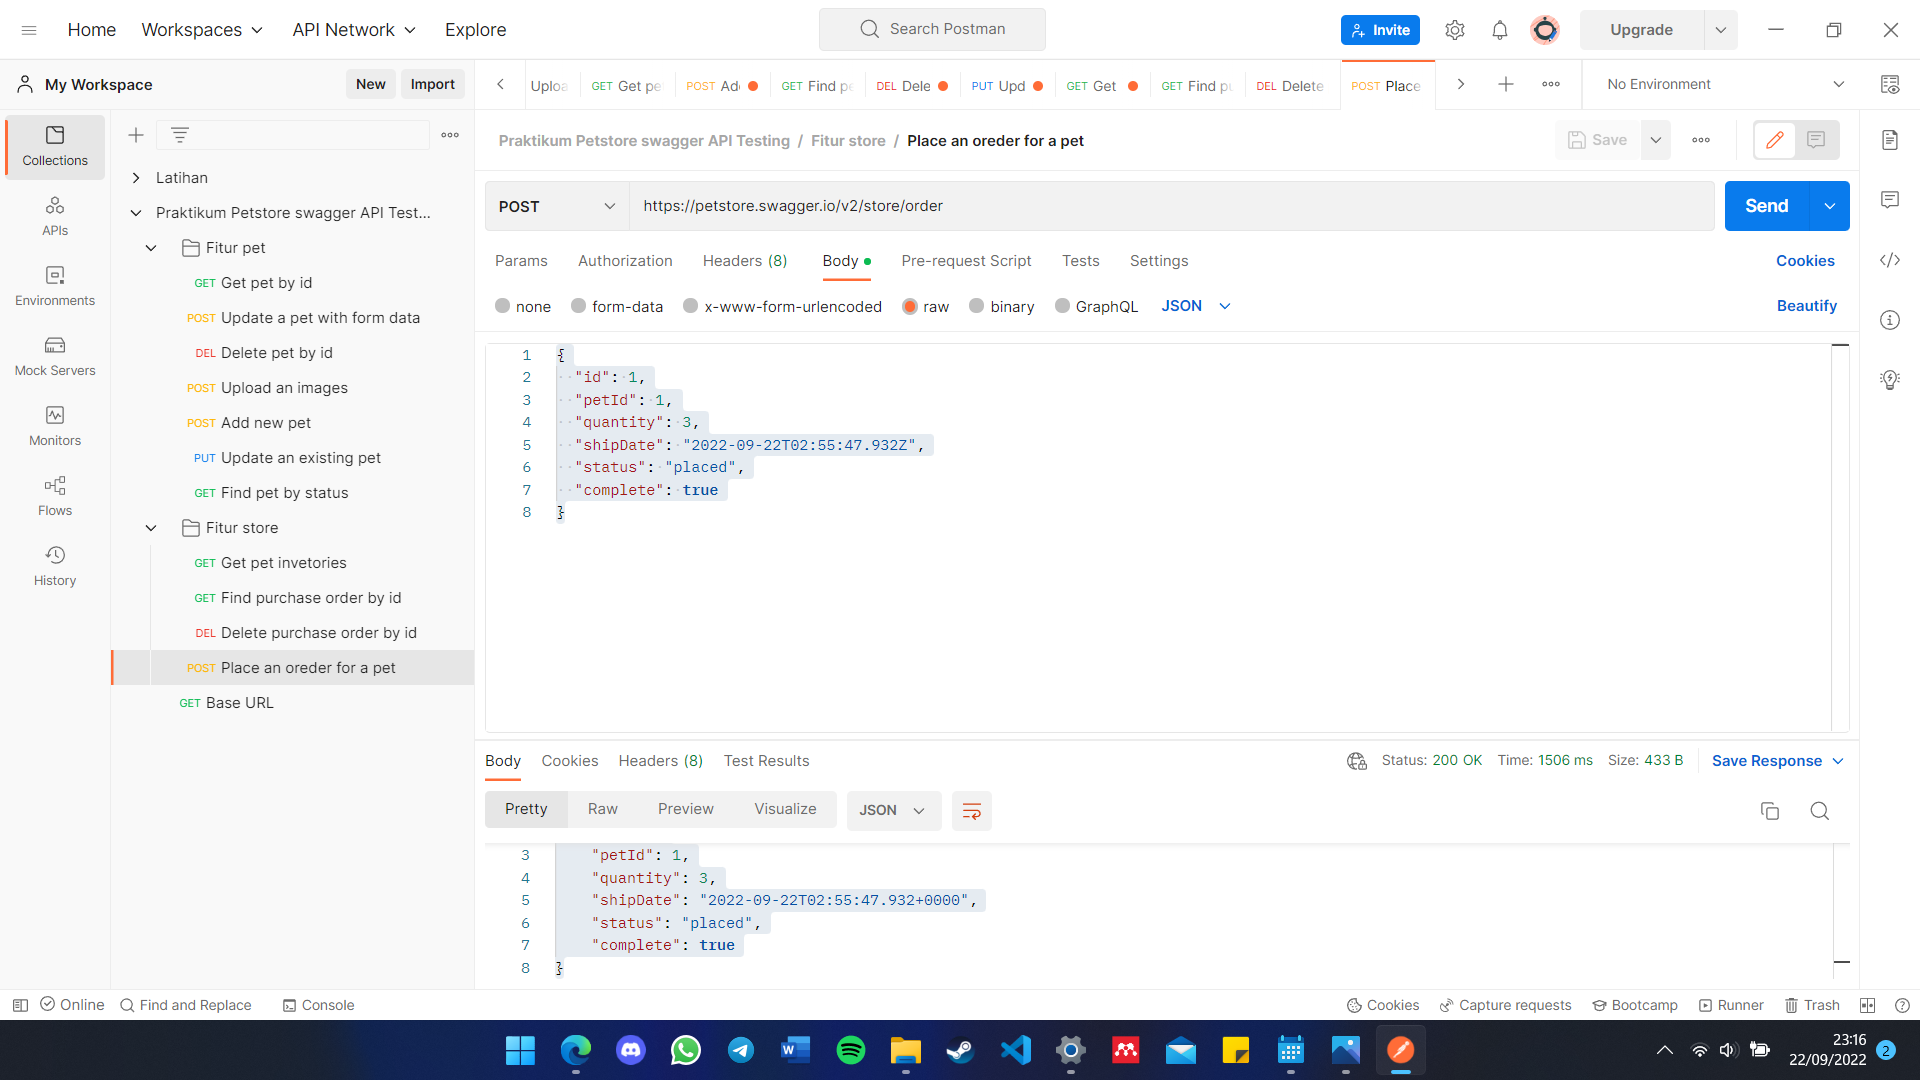 Home
Workspaces
API Network
Explore
Search Postman
Invite
Upgrade
My Workspace
New
Import
GET Get pe
POST
DEL Dele
PUT Upd
GET Get
DEL Delete
POST Place
No Environment
Collections
APIs
Environments
Mock Servers
Monitors
Flows
History
Latihan
Praktikum Petstore swagger API Test...
Fitur pet
GET Get pet by id
POST Update a pet with form data
DEL Delete pet by id
POST Upload an images
POST Add new pet
PUT Update an existing pet
GET Find pet by status
Fitur store
GET Get pet invetories
GET Find purchase order by id
DEL Delete purchase order by id
POST Place an oreder for a pet
GET Base URL
Praktikum Petstore swagger API Testing / Fitur store / Place an oreder for a pet
Save
POST
https://petstore.swagger.io/v2/store/order
Send
Params
Authorization
Headers (8)
Body
Pre-request Script
Tests
Settings
Cookies
none
form-data
x-www-form-urlencoded
raw
binary
GraphQL
JSON
Beautify
1 {
2 "id": 1,
3 "petId": 1,
4 "quantity": 3,
5 "shipDate": "2022-09-22T02:55:47.932Z",
6 "status": "placed",
7 "complete": true
8 }
Body
Cookies
Headers (8)
Test Results
Status: 200 OK
Time: 1506 ms
Size: 433 B
Save Response
Pretty
Raw
Preview
Visualize
JSON
3 "petId": 1,
4 "quantity": 3,
5 "shipDate": "2022-09-22T02:55:47.932+0000",
6 "status": "placed",
7 "complete": true
8 }
Online
Find and Replace
Console
Cookies
Capture requests
Bootcamp
Runner
Trash
23:16
22/09/2022
2